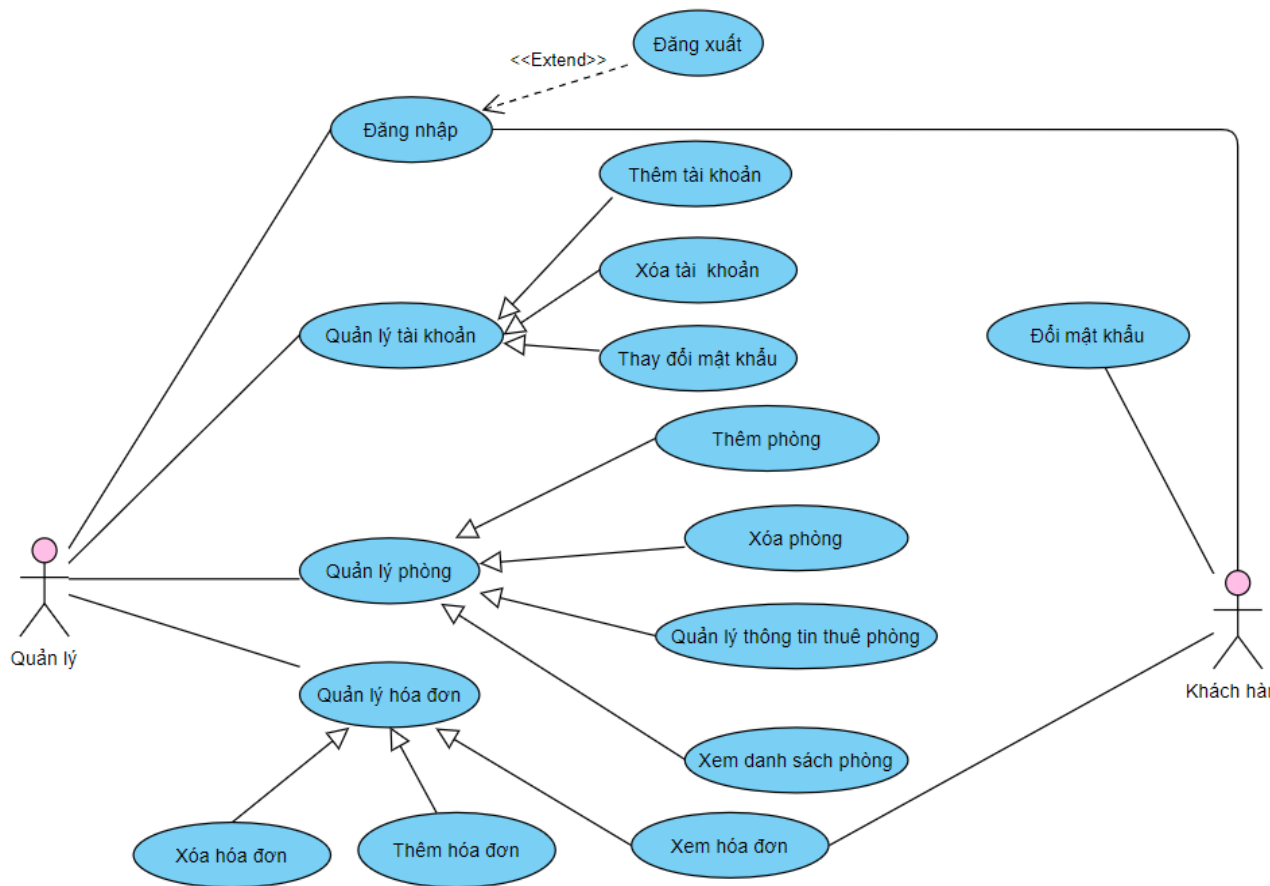 Đăng xuất
<<Extend>>
Đăng nhập
Thêm tài khoản
Xóa tài  khoản
Quản lý tài khoản
Đổi mật khẩu
Thay đổi mật khẩu
Thêm phòng
Xóa phòng
Quản lý phòng
Quản lý thông tin thuê phòng
Quản lý
Khách hàn
Quản lý hóa đơn
Xem danh sách phòng
Xóa hóa đơn
Thêm hóa đơn
Xem hóa đơn